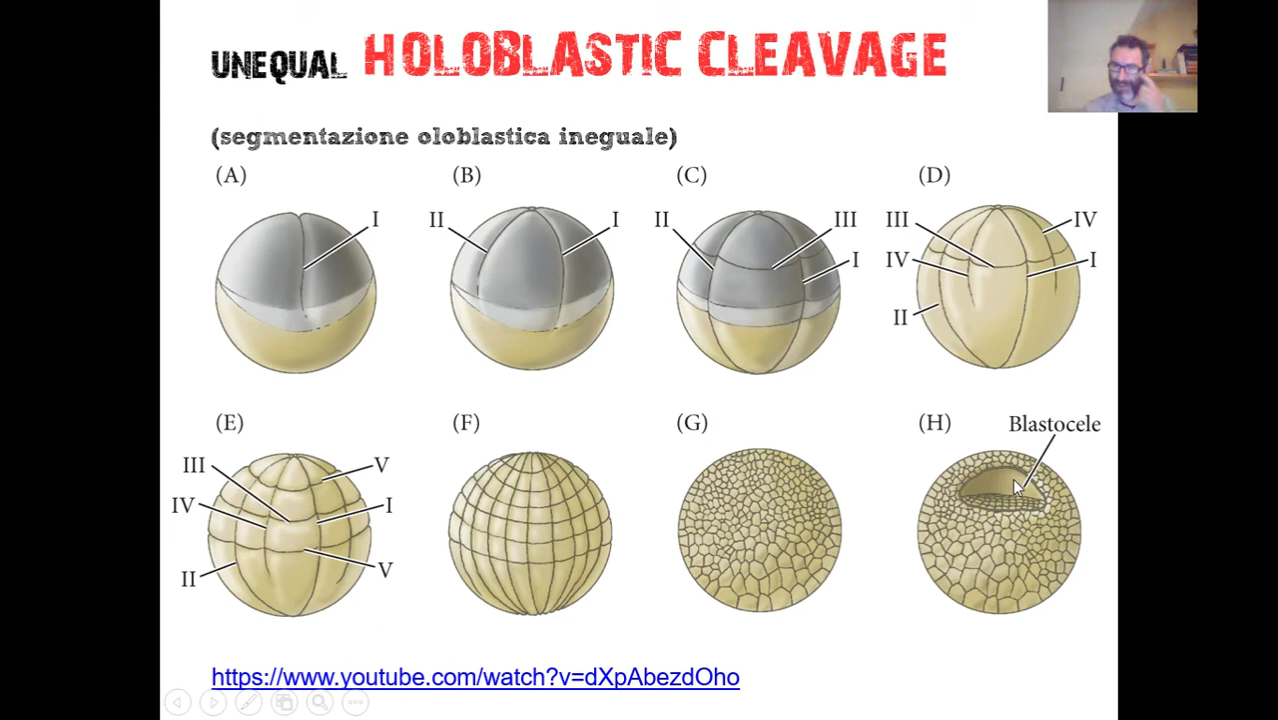 UNEQUAL HOLOBLASTIC CLEAVAGE
(segmentazione oloblastica ineguale)
(A) (B) (C) (D)
I II I II III I III IV IV I II
(E) (F) (G) (H)
Blastocele
III V IV I II V
https://www.youtube.com/watch?v=dXpAbezdOho